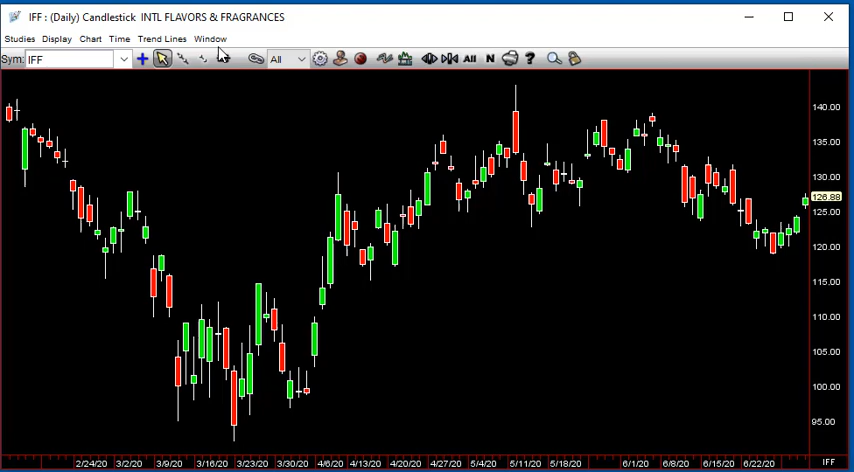 IFF : (Daily) Candlestick  INTL FLAVORS & FRAGRANCES
Studies Display Chart Time Trend Lines Window
Sym: IFF All All N ?
140.00
135.00
130.00
126.88
125.00
120.00
115.00
110.00
105.00
100.00
95.00
2/24/20 3/2/20 3/9/20 3/16/20 3/23/20 3/30/20 4/6/20 4/13/20 4/20/20 4/27/20 5/4/20 5/11/20 5/18/20 6/1/20 6/8/20 6/15/20 6/22/20 IFF